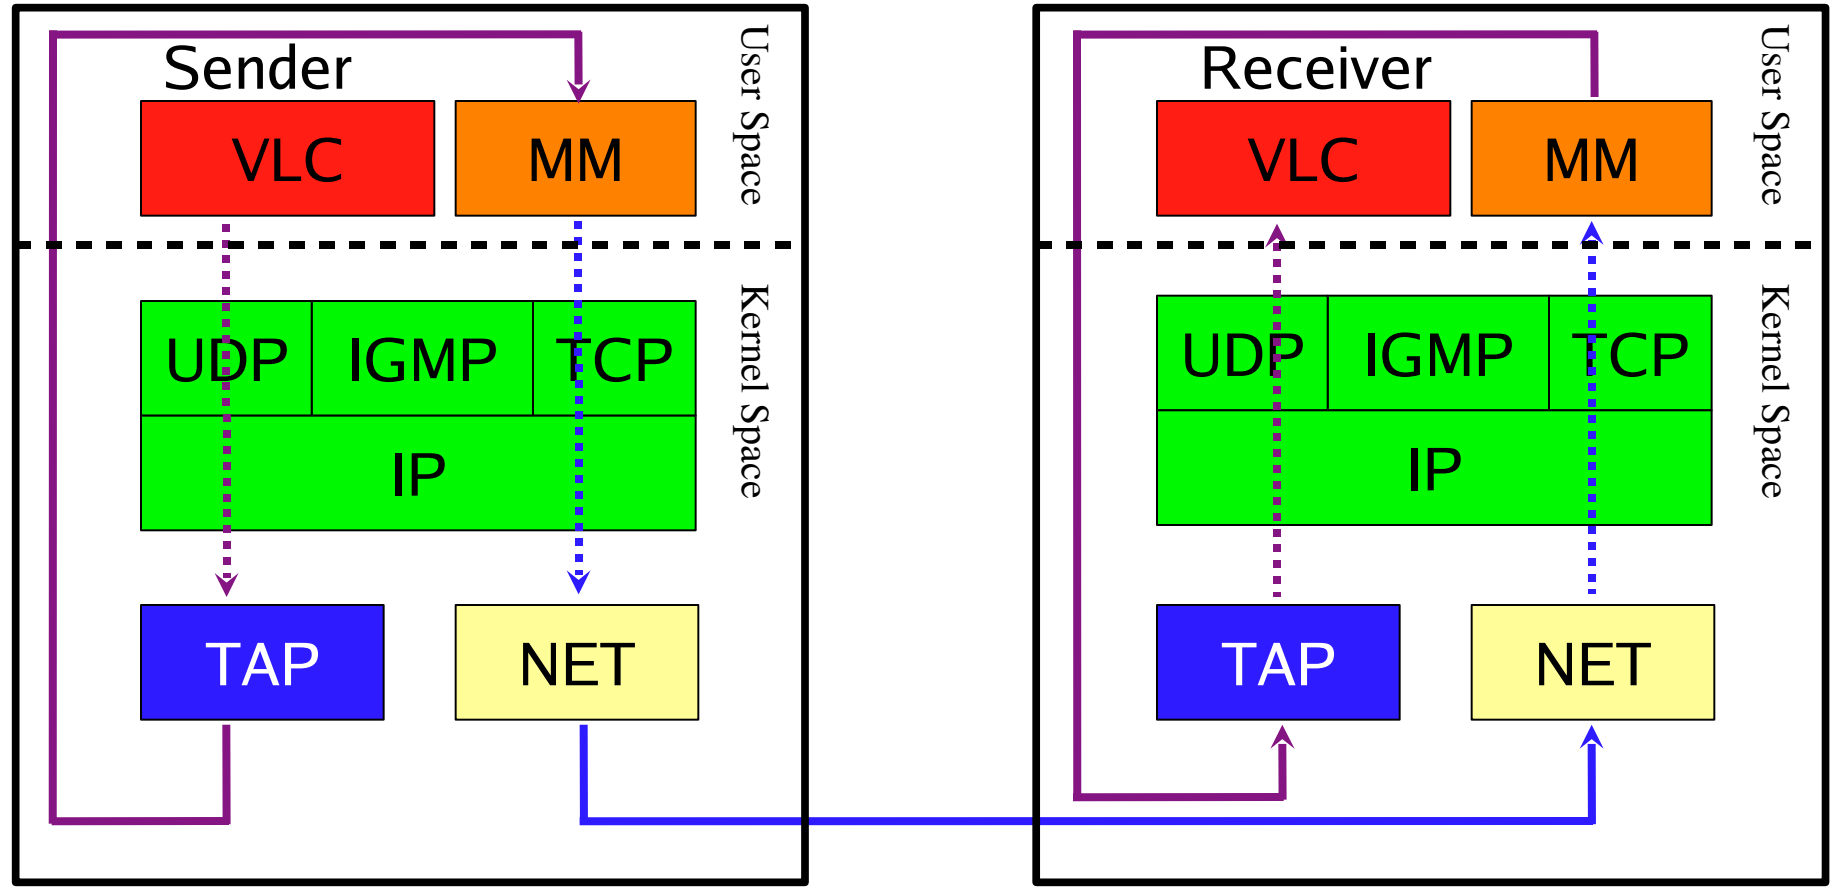 Sender
VLC
MM
User Space
UDP
IGMP
TCP
IP
Kernel Space
TAP
NET
Receiver
VLC
MM
User Space
UDP
IGMP
TCP
IP
Kernel Space
TAP
NET